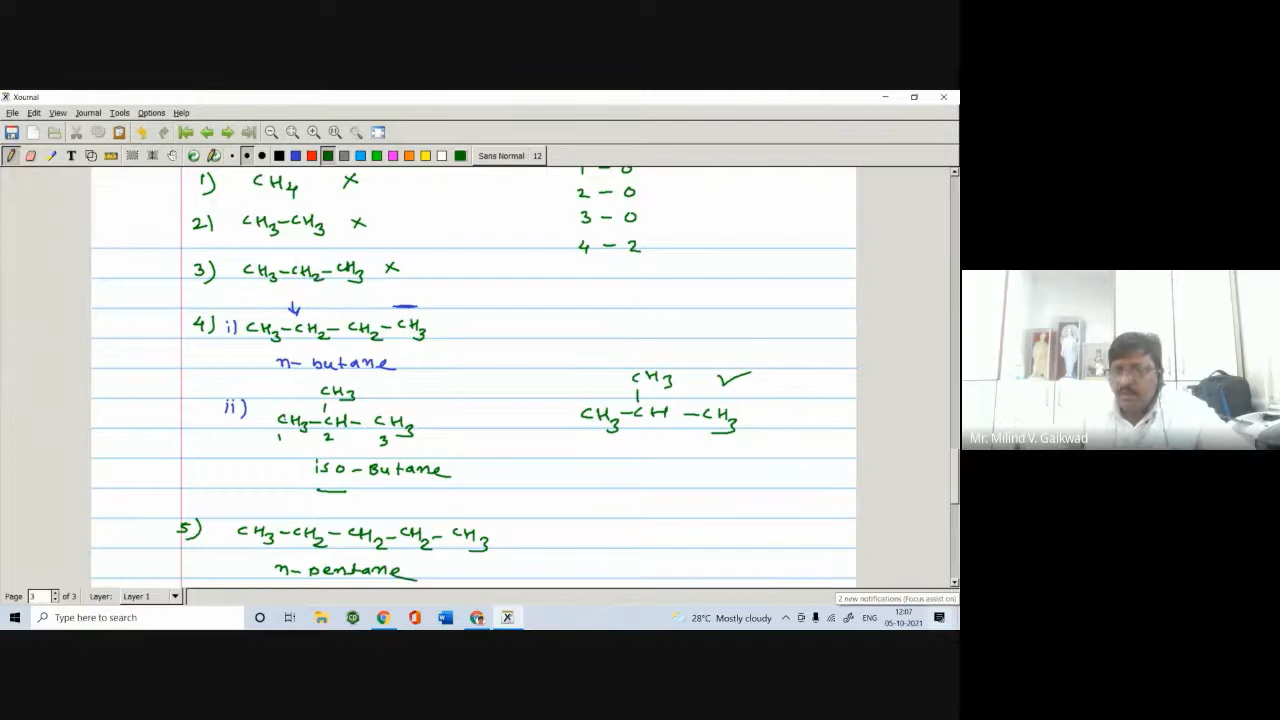 Xournal
File Edit View Journal Tools Options Help
Sans Normal 12
1) CH4 ×
1 - 0
2 - 0
2) CH3-CH3 ×
3 - 0
4 - 2
3) CH3-CH2-CH3 ×
4) i) CH3-CH2-CH2-CH3
n-butane
CH3
ii) CH3-CH-CH3
1 2 3
CH3 ✓
CH3-CH-CH3
iso-Butane
5) CH3-CH2-CH2-CH2-CH3
n-pentane
Mr. Milind V. Gaikwad
Page 3 of 3 Layer: Layer 1
2 new notifications (Focus assist on)
Type here to search
28°C Mostly cloudy ENG 12:07
05-10-2021